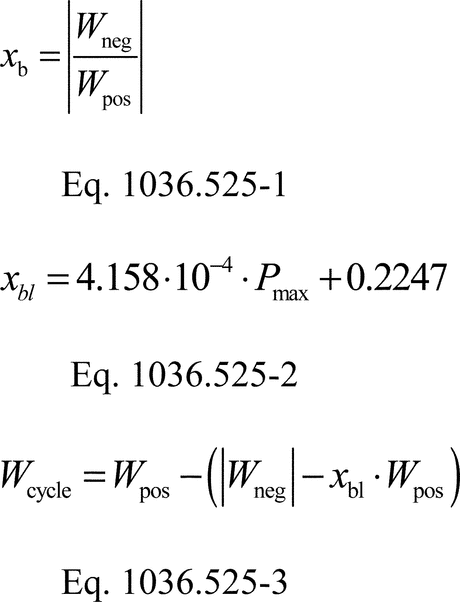 x_b = |W_neg / W_pos|
Eq. 1036.525-1
x_bl = 4.158·10^−4 · P_max + 0.2247
Eq. 1036.525-2
W_cycle = W_pos − (|W_neg| − x_bl · W_pos)
Eq. 1036.525-3